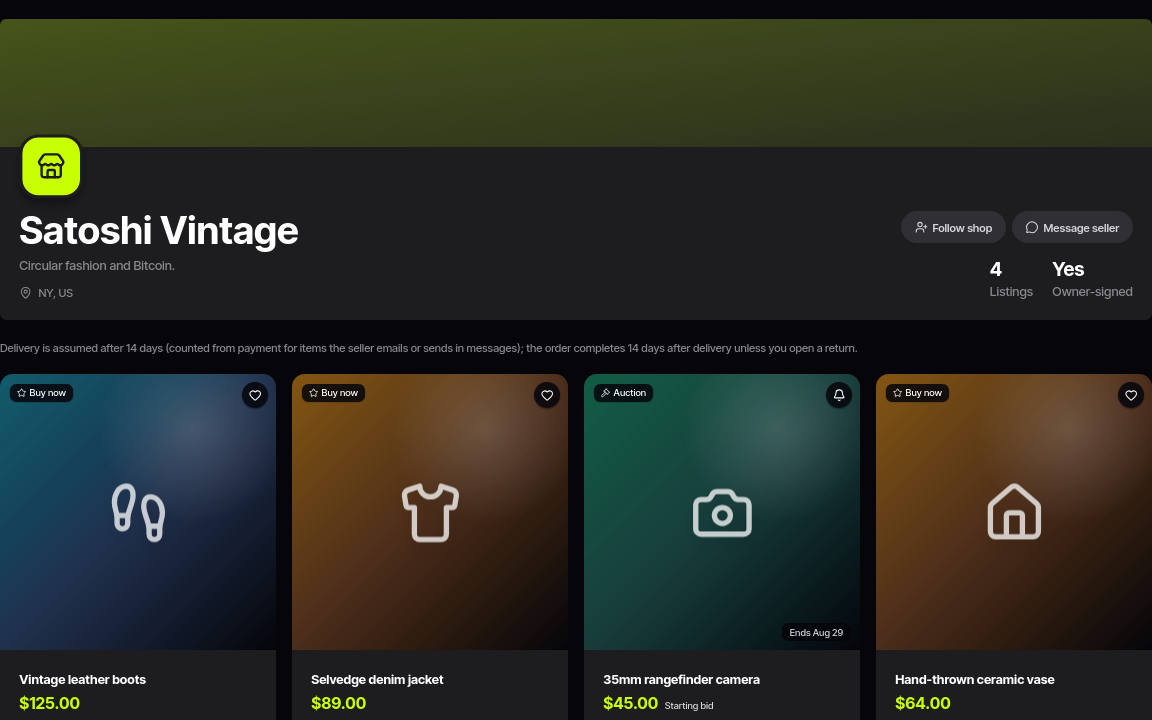 Satoshi Vintage
Follow shop
Message seller
Circular fashion and Bitcoin.
4
Listings
Yes
Owner-signed
NY, US
Delivery is assumed after 14 days (counted from payment for items the seller emails or sends in messages); the order completes 14 days after delivery unless you open a return.
Buy now
Vintage leather boots
$125.00
Buy now
Selvedge denim jacket
$89.00
Auction
Ends Aug 29
35mm rangefinder camera
$45.00 Starting bid
Buy now
Hand-thrown ceramic vase
$64.00